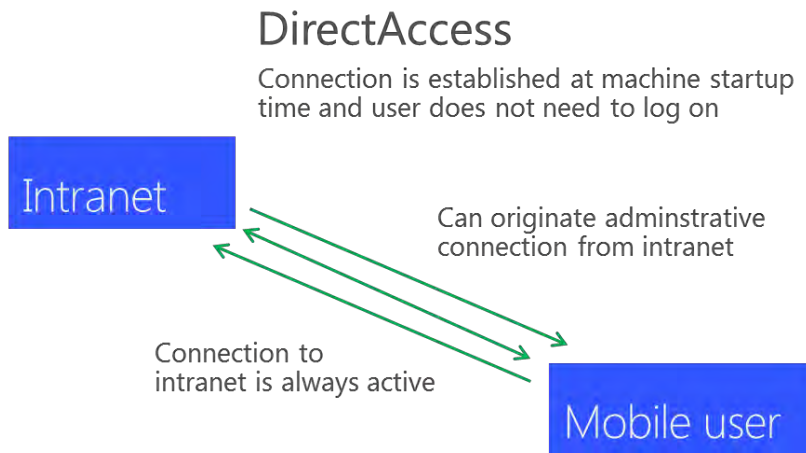 DirectAccess
Connection is established at machine startup
time and user does not need to log on
Intranet
Can originate adminstrative
connection from intranet
Connection to
intranet is always active
Mobile user